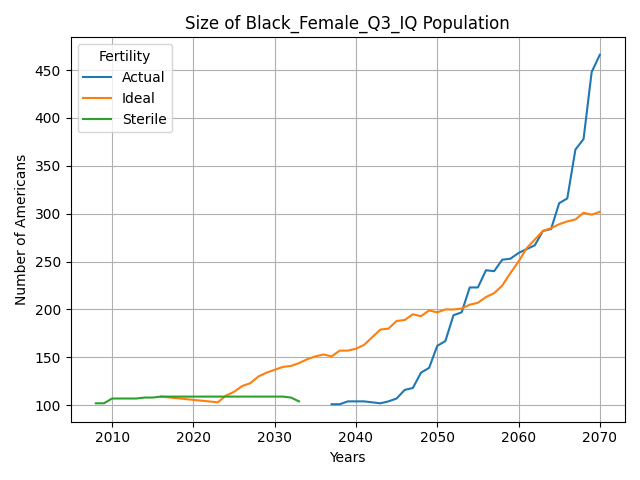 Size of Black_Female_Q3_IQ Population
Fertility
Actual
Ideal
Sterile
Number of Americans
450
400
350
300
250
200
150
100
2010 2020 2030 2040 2050 2060 2070
Years